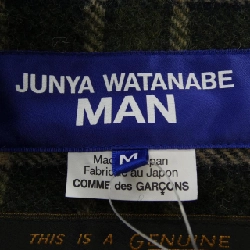 JUNYA WATANABE
MAN
M
Made in Japan
Fabriqué au Japon
COMME des GARÇONS
THIS IS A GENUINE